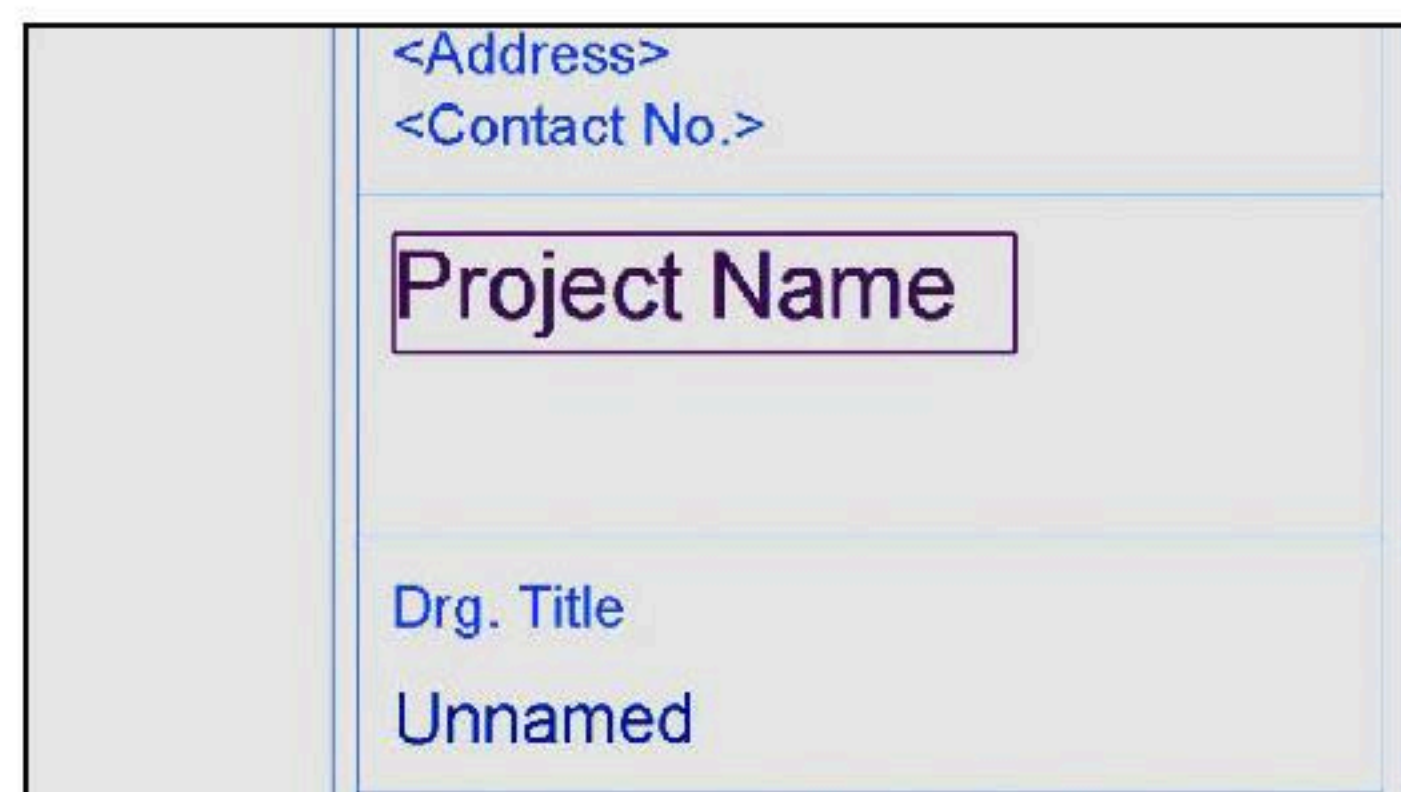 <Address>
<Contact No.>
Project Name
Drg. Title
Unnamed